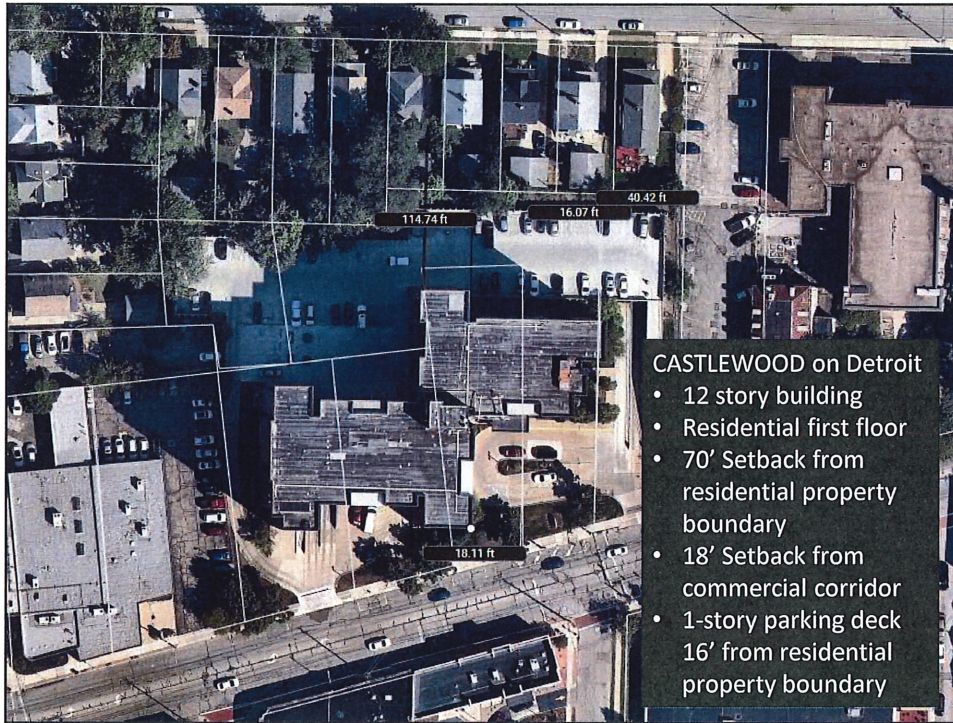 40.42 ft
114.74 ft
16.07 ft
18.11 ft
CASTLEWOOD on Detroit
• 12 story building
• Residential first floor
• 70' Setback from
residential property
boundary
• 18' Setback from
commercial corridor
• 1-story parking deck
16' from residential
property boundary